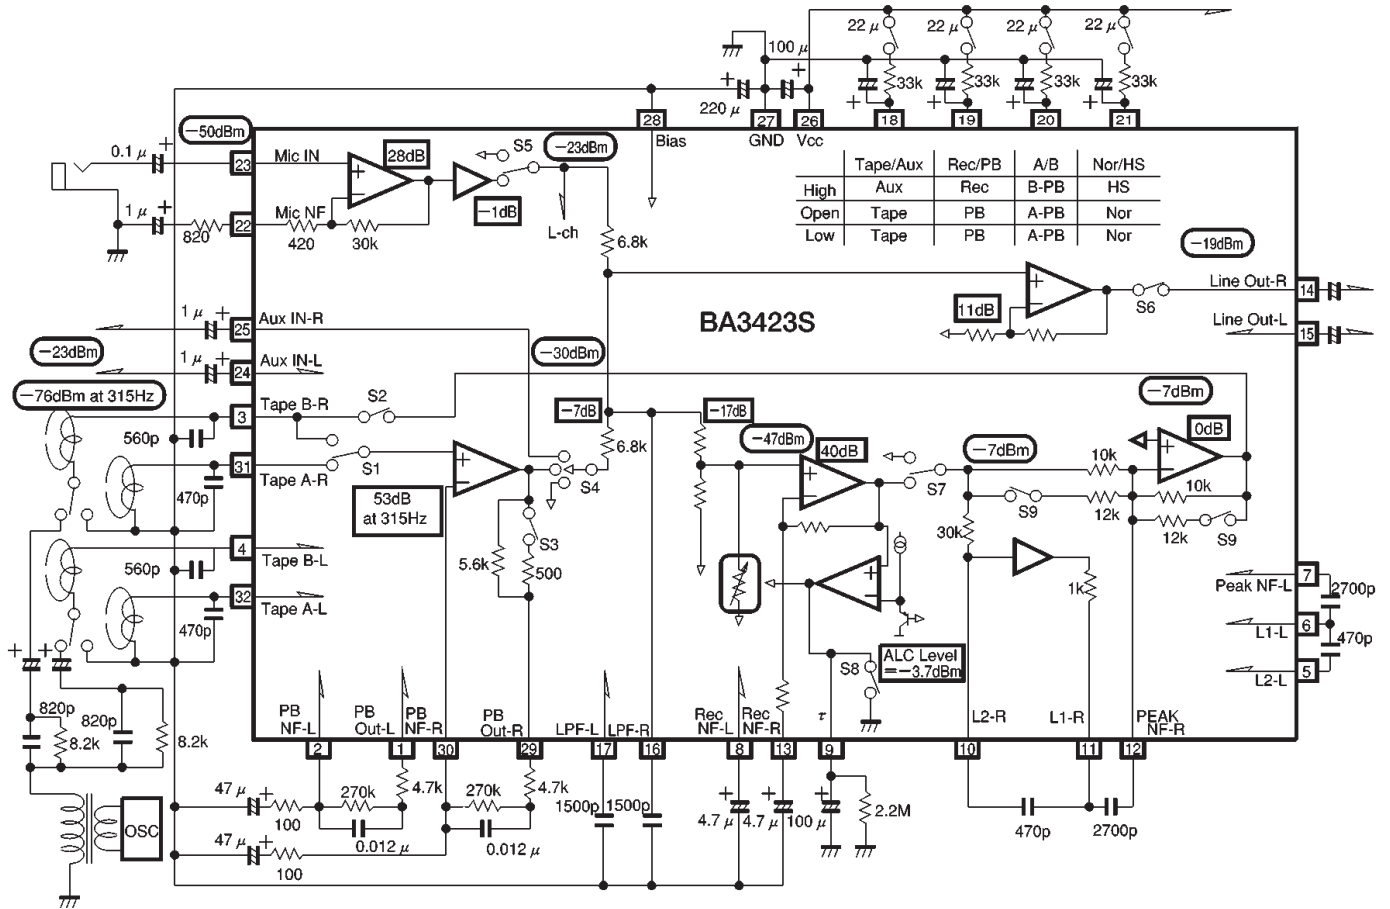 22 μ
22 μ
22 μ
22 μ
100 μ
+
+
220 μ
33k
33k
33k
33k
+
+
+
+
28
27
26
18
19
20
21
Bias
GND
Vcc
−50dBm
0.1 μ
+
23
Mic IN
28dB
S5
−23dBm
−1dB
L-ch
1 μ
+
820
22
Mic NF
420
30k
6.8k
Tape/Aux Rec/PB A/B Nor/HS
High Aux Rec B-PB HS
Open Tape PB A-PB Nor
Low Tape PB A-PB Nor
−19dBm
Line Out-R
14
S6
11dB
Line Out-L
15
BA3423S
1 μ
+
25
Aux IN-R
−23dBm
1 μ
+
24
Aux IN-L
−30dBm
−76dBm at 315Hz
3
Tape B-R
S2
560p
31
Tape A-R
S1
470p
53dB
at 315Hz
−7dB
6.8k
S4
−17dB
−47dBm
40dB
S7
−7dBm
−7dBm
0dB
10k
10k
S9
12k
12k
S9
30k
4
Tape B-L
560p
32
Tape A-L
470p
S3
5.6k
500
1k
7
Peak NF-L
2700p
6
L1-L
470p
5
L2-L
ALC Level
=−3.7dBm
S8
+
+
820p
8.2k
820p
8.2k
PB
NF-L
2
PB
Out-L
1
PB
NF-R
30
PB
Out-R
29
LPF-L
17
LPF-R
16
Rec
NF-L
8
Rec
NF-R
13
τ
9
L2-R
10
L1-R
11
PEAK
NF-R
12
OSC
47 μ
+
100
270k
4.7k
0.012 μ
47 μ
+
100
270k
4.7k
0.012 μ
1500p
1500p
+
4.7 μ
+
4.7 μ
+
100 μ
2.2M
470p
2700p